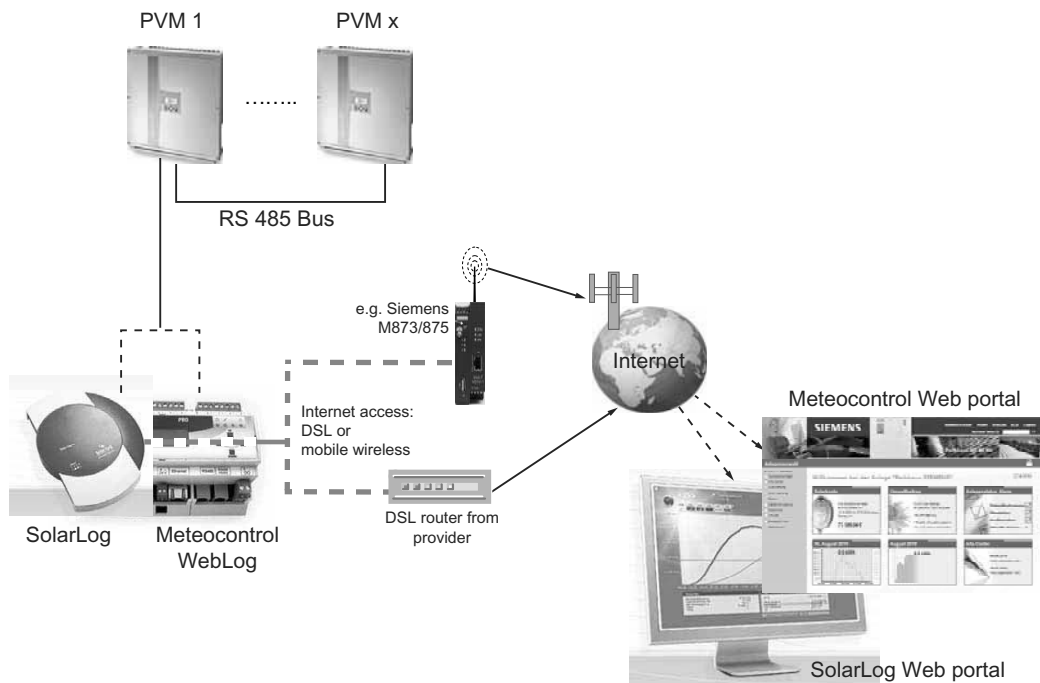 PVM 1
PVM x
........
RS 485 Bus
e.g. Siemens
M873/875
Internet
Internet access:
DSL or
mobile wireless
DSL router from
provider
SolarLog
Meteocontrol
WebLog
PRO
Meteocontrol Web portal
SIEMENS
SolarLog Web portal